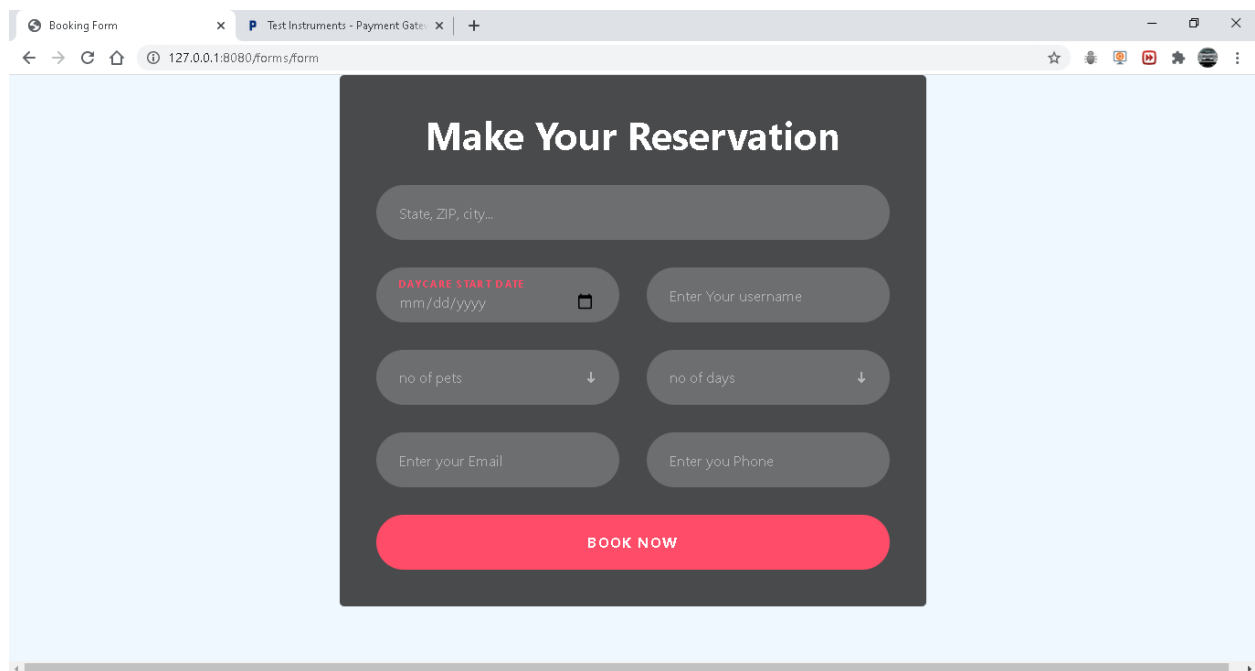 Booking Form
Test Instruments - Payment Gate
127.0.0.1:8080/forms/form
Make Your Reservation
State, ZIP, city...
DAYCARE START DATE
mm/dd/yyyy
Enter Your username
no of pets
no of days
Enter your Email
Enter you Phone
BOOK NOW